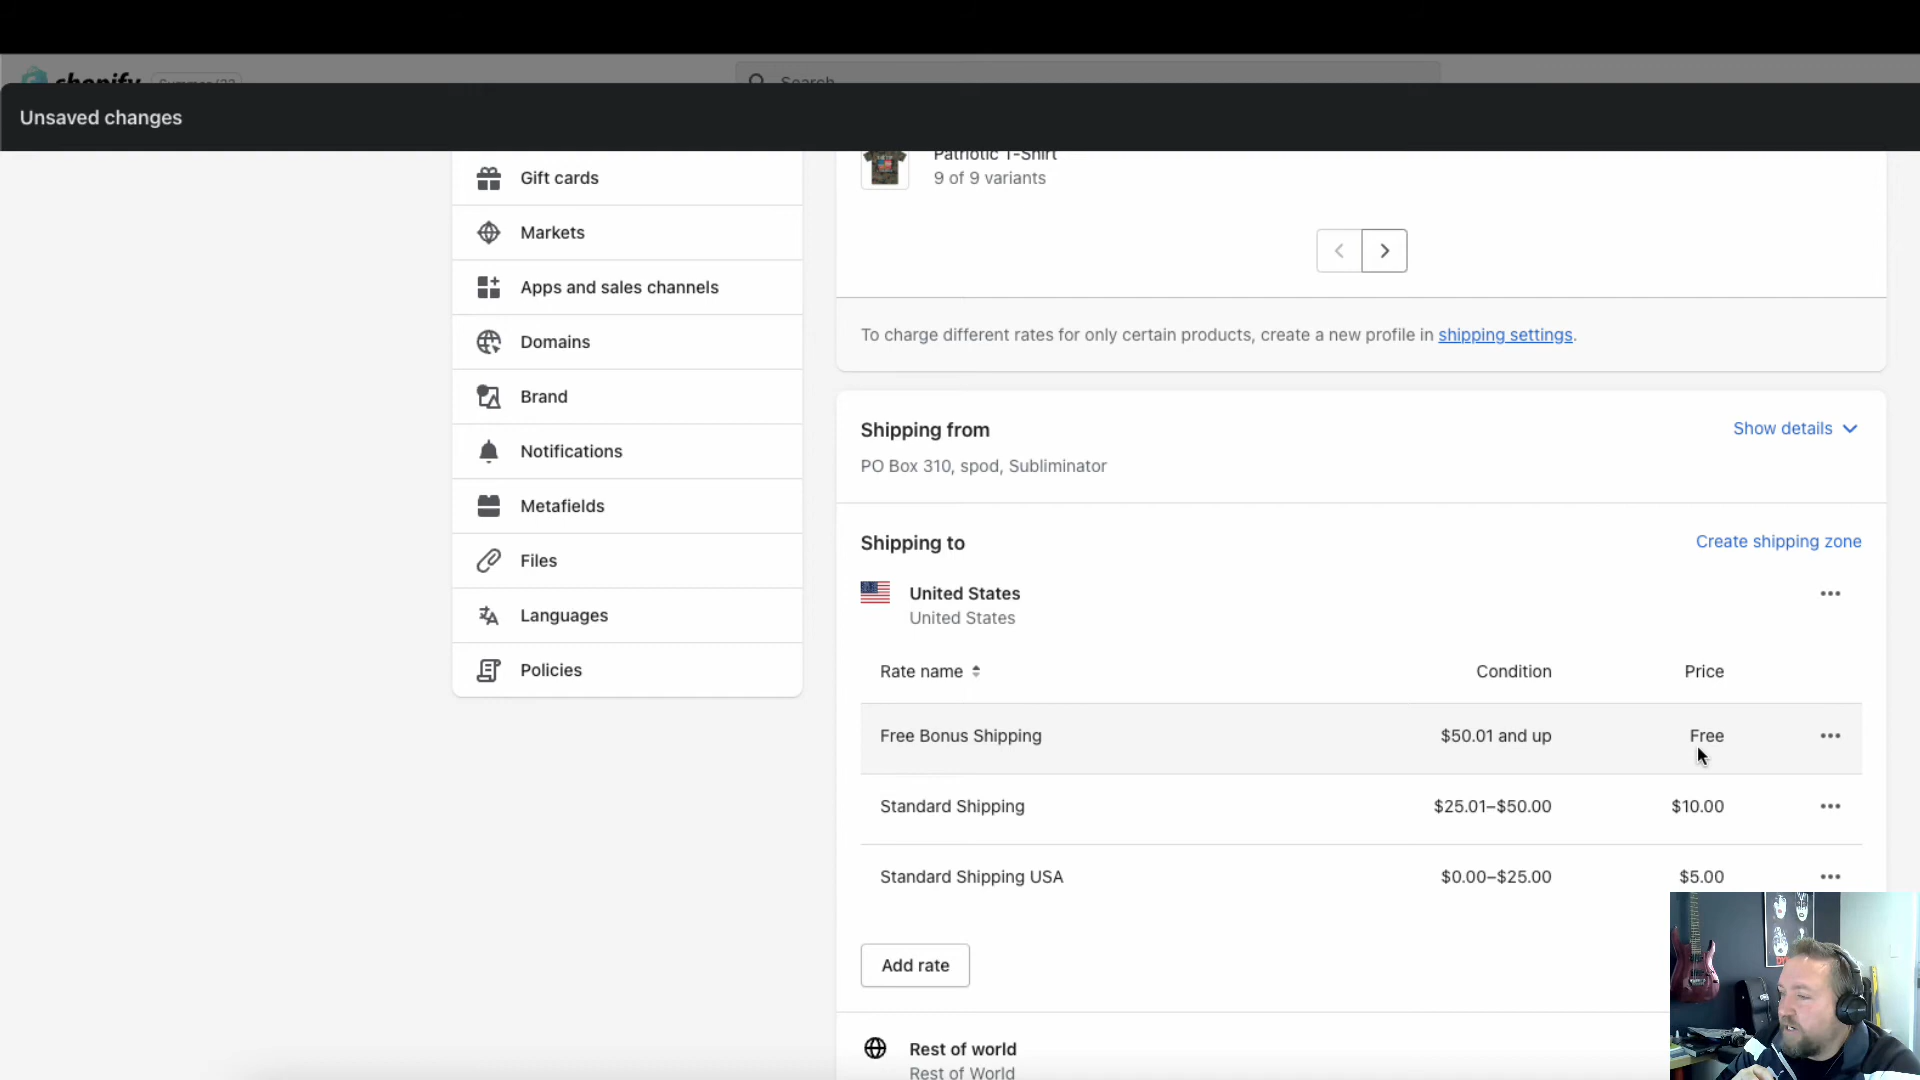 shopify Summer '23
Search
Unsaved changes
Gift cards
Markets
Apps and sales channels
Domains
Brand
Notifications
Metafields
Files
Languages
Policies
Patriotic T-Shirt
9 of 9 variants
To charge different rates for only certain products, create a new profile in shipping settings.
Shipping from
Show details
PO Box 310, spod, Subliminator
Shipping to
Create shipping zone
United States
United States
Rate name Condition Price
Free Bonus Shipping $50.01 and up Free
Standard Shipping $25.01–$50.00 $10.00
Standard Shipping USA $0.00–$25.00 $5.00
Add rate
Rest of world
Rest of World